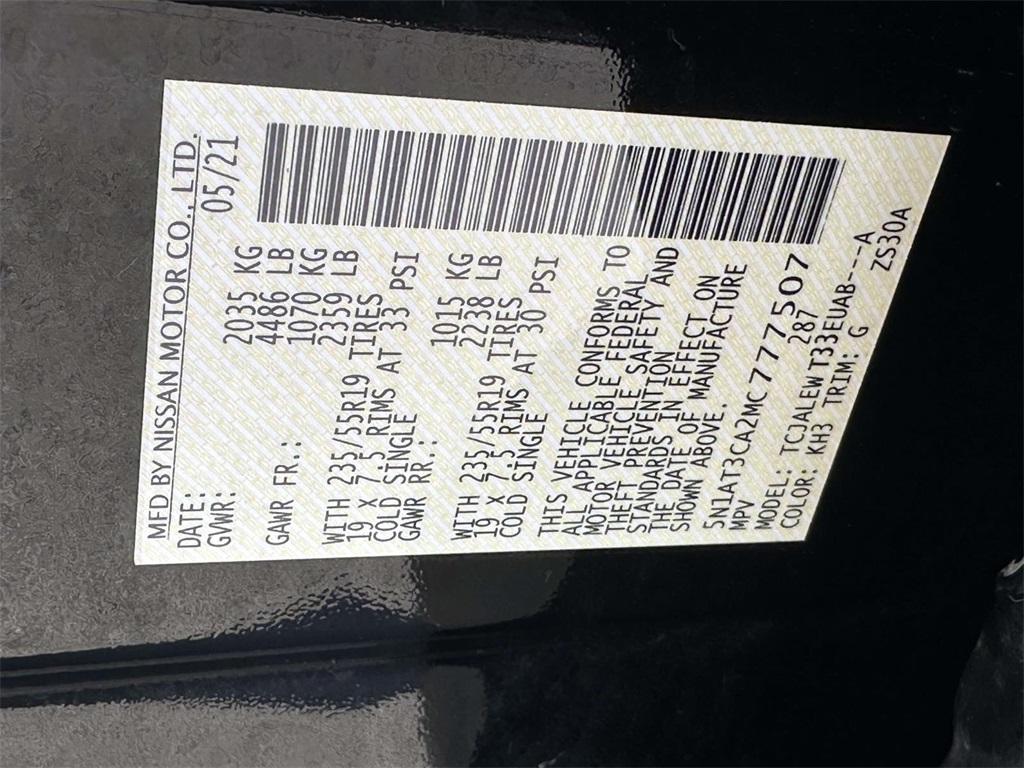 MFD BY NISSAN MOTOR CO., LTD.
DATE: 05/21
GVWR: 2035 KG
4486 LB
GAWR FR.: 1070 KG
2359 LB
WITH 235/55R19 TIRES
19 X 7.5 RIMS AT 33 PSI
COLD SINGLE
GAWR RR.: 1015 KG
2238 LB
WITH 235/55R19 TIRES
19 X 7.5 RIMS AT 30 PSI
COLD SINGLE
THIS VEHICLE CONFORMS TO
ALL APPLICABLE FEDERAL
MOTOR VEHICLE SAFETY AND
THEFT PREVENTION
STANDARDS IN EFFECT ON
THE DATE OF MANUFACTURE
SHOWN ABOVE.
5N1AT3CA2MC777507
MPV 287
MODEL: TCJALEWT33EUAB---A
COLOR: KH3 TRIM: G ZS30A